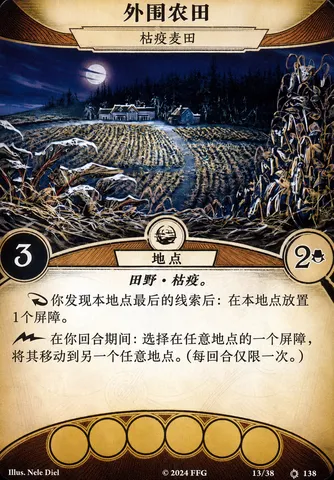 外围农田
枯疫麦田
3
地点
2
田野·枯疫。
你发现本地点最后的线索后：在本地点放置
1个屏障。
在你回合期间：选择在任意地点的一个屏障，
将其移动到另一个任意地点。（每回合仅限一次。）
Illus. Nele Diel
© 2024 FFG
13/38
138